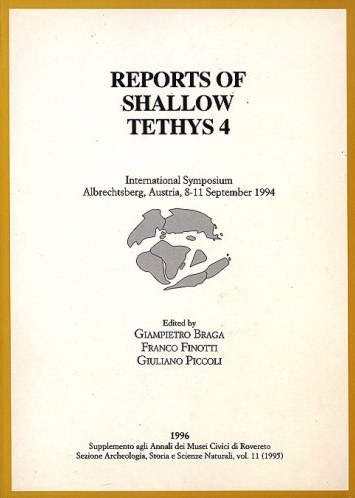 REPORTS OF
SHALLOW
TETHYS 4
International Symposium
Albrechtsberg, Austria, 8-11 September 1994
Edited by
GIAMPIETRO BRAGA
FRANCO FINOTTI
GIULIANO PICCOLI
1996
Supplemento agli Annali dei Musei Civici di Rovereto
Sezione Archeologia, Storia e Scienze Naturali, vol. 11 (1995)